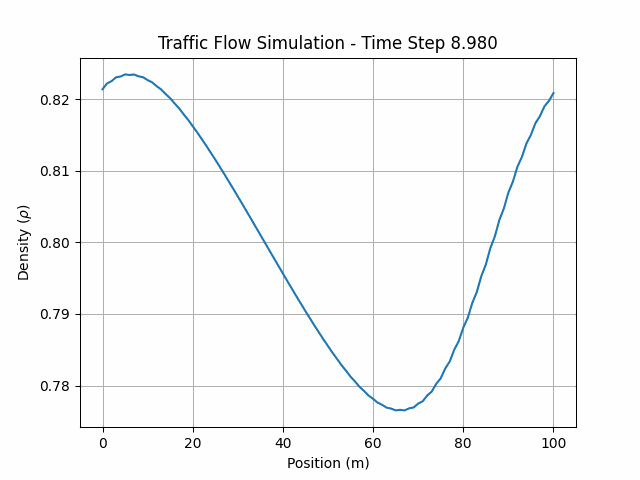 Traffic Flow Simulation - Time Step 8.980
Density (ρ)
0.82
0.81
0.80
0.79
0.78
0 20 40 60 80 100
Position (m)